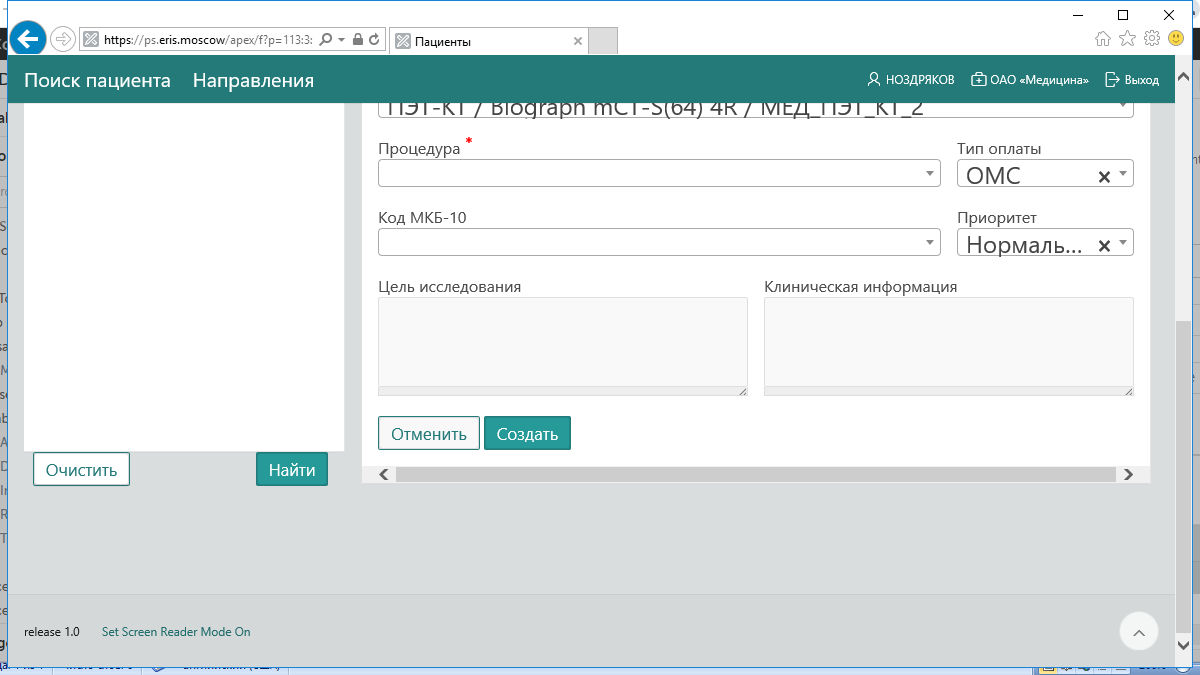 https://ps.eris.moscow/apex/f?p=113:3:
Пациенты
Поиск пациента Направления НОЗДРЯКОВ ОАО «Медицина» Выход
ПЭТ-КТ / Biograph mCT-S(64) 4R / МЕД_ПЭТ_КТ_2
Процедура * Тип оплаты
ОМС
Код МКБ-10 Приоритет
Нормаль...
Цель исследования Клиническая информация
Отменить Создать
Очистить Найти
release 1.0 Set Screen Reader Mode On